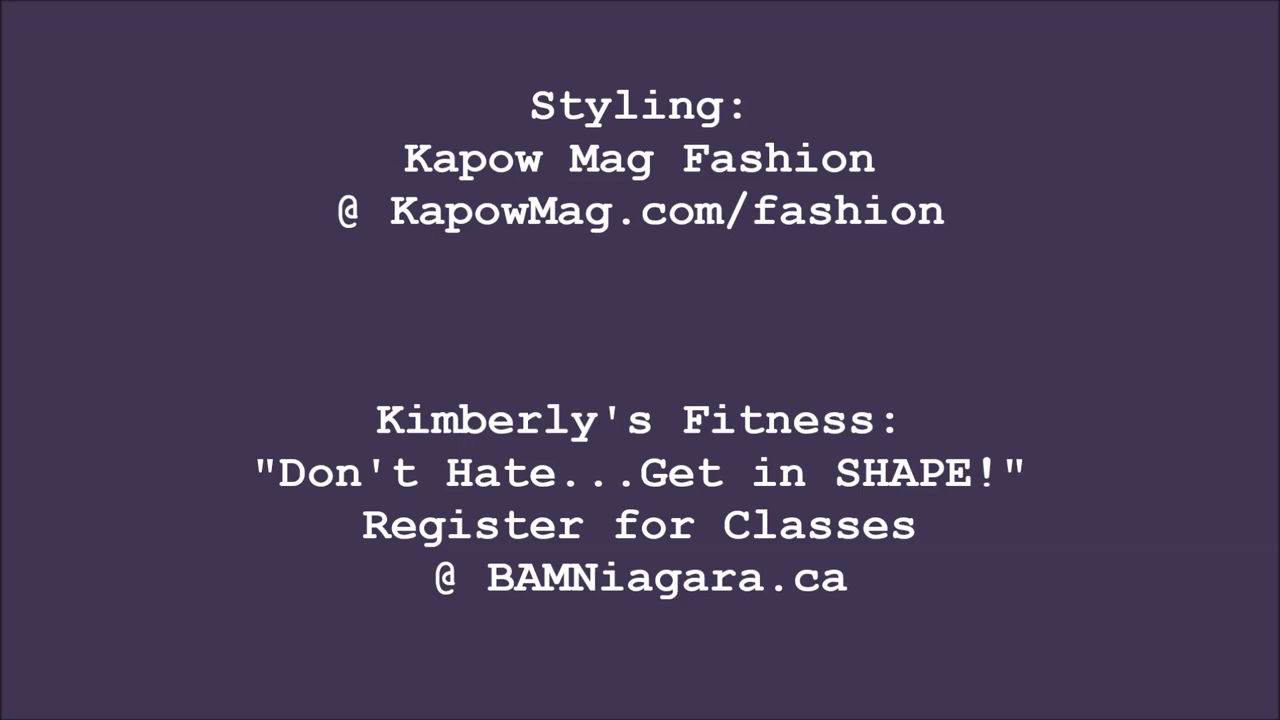 Styling:
Kapow Mag Fashion
@ KapowMag.com/fashion
Kimberly's Fitness:
"Don't Hate...Get in SHAPE!"
Register for Classes
@ BAMNiagara.ca